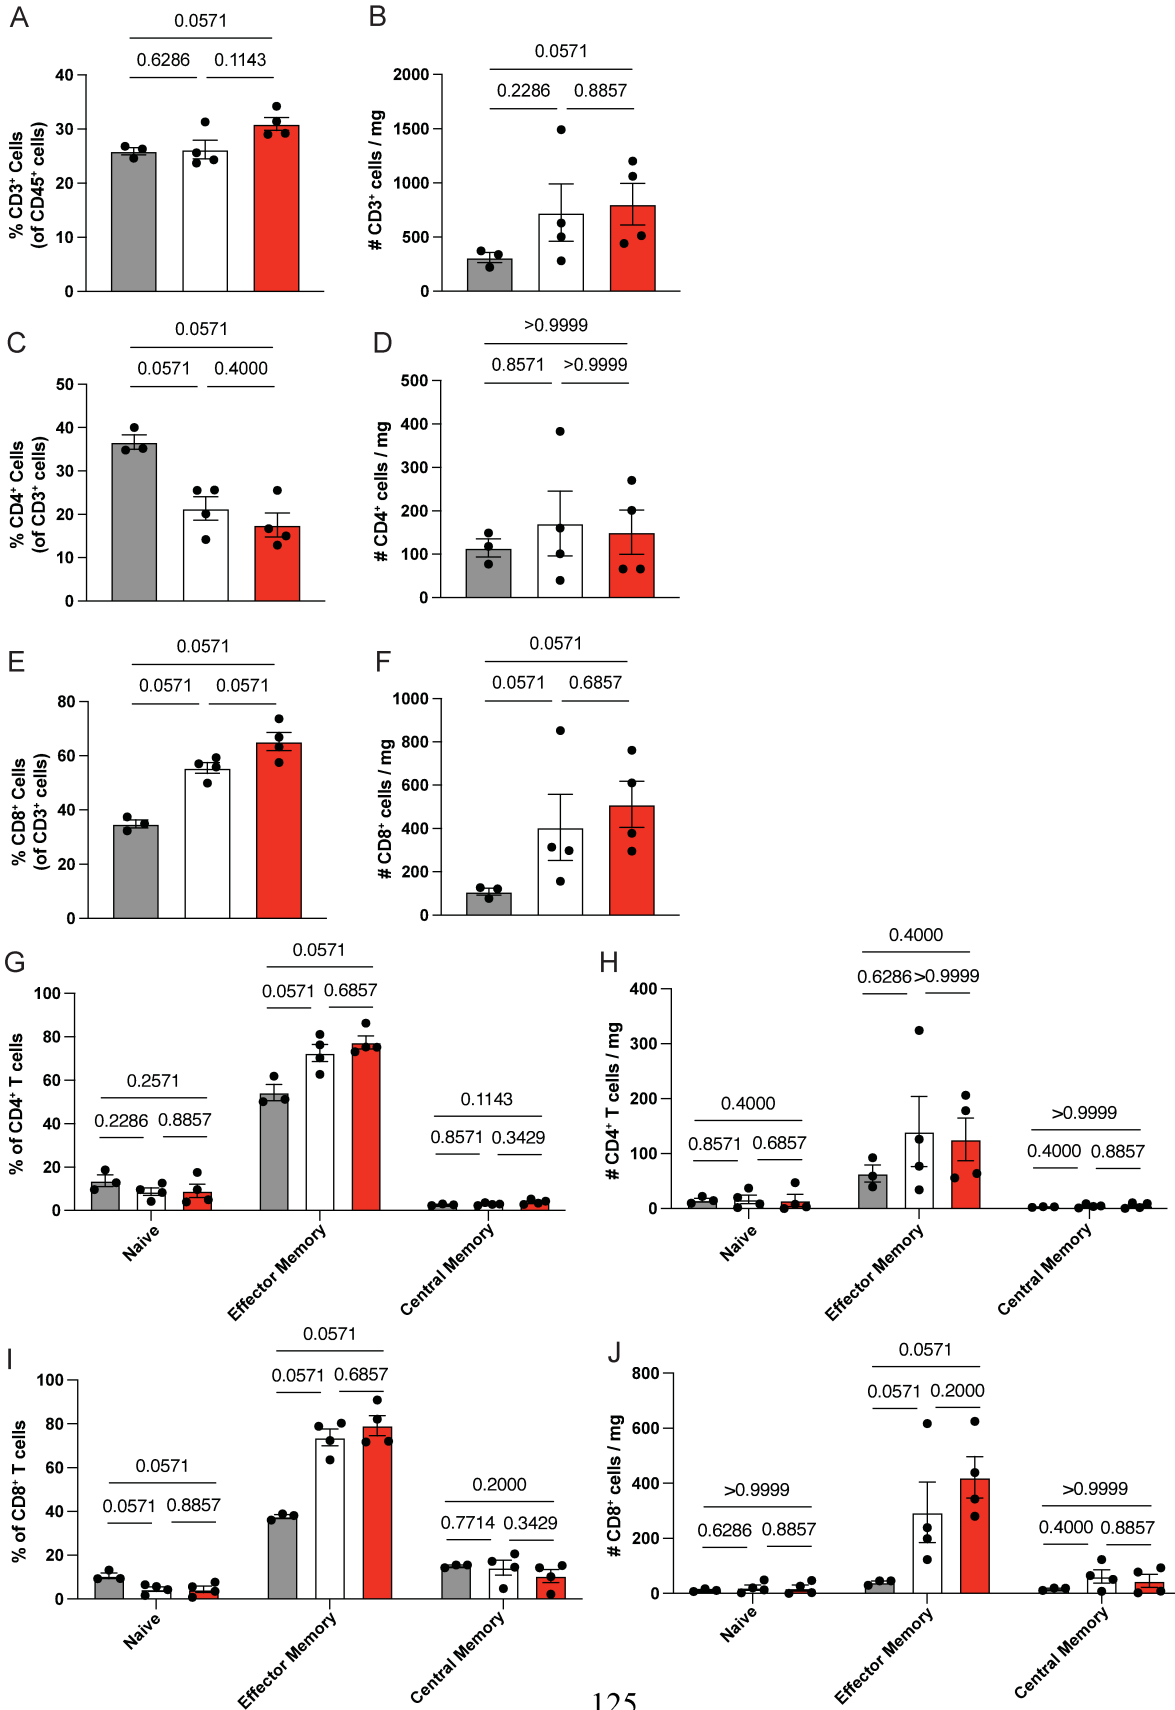 A
0.0571
0.6286 0.1143
% CD3⁺ Cells
(of CD45⁺ cells)
40
30
20
10
0
B
0.0571
0.2286 0.8857
# CD3⁺ cells / mg
2000
1500
1000
500
0
C
0.0571
0.0571 0.4000
% CD4⁺ Cells
(of CD3⁺ cells)
50
40
30
20
10
0
D
>0.9999
0.8571 >0.9999
# CD4⁺ cells / mg
500
400
300
200
100
0
E
0.0571
0.0571 0.0571
% CD8⁺ Cells
(of CD3⁺ cells)
80
60
40
20
0
F
0.0571
0.0571 0.6857
# CD8⁺ cells / mg
1000
800
600
400
200
0
G
0.0571
0.0571 0.6857
0.2571
0.2286 0.8857
0.1143
0.8571 0.3429
% of CD4⁺ T cells
100
80
60
40
20
0
Naive
Effector Memory
Central Memory
H
0.4000
0.6286 >0.9999
0.4000
0.8571 0.6857
>0.9999
0.4000 0.8857
# CD4⁺ T cells / mg
400
300
200
100
0
Naive
Effector Memory
Central Memory
I
0.0571
0.0571 0.6857
0.0571
0.0571 0.8857
0.2000
0.7714 0.3429
% of CD8⁺ T cells
100
80
60
40
20
0
Naive
Effector Memory
Central Memory
J
0.0571
0.0571 0.2000
>0.9999
0.6286 0.8857
>0.9999
0.4000 0.8857
# CD8⁺ cells / mg
800
600
400
200
0
Naive
Effector Memory
Central Memory
125